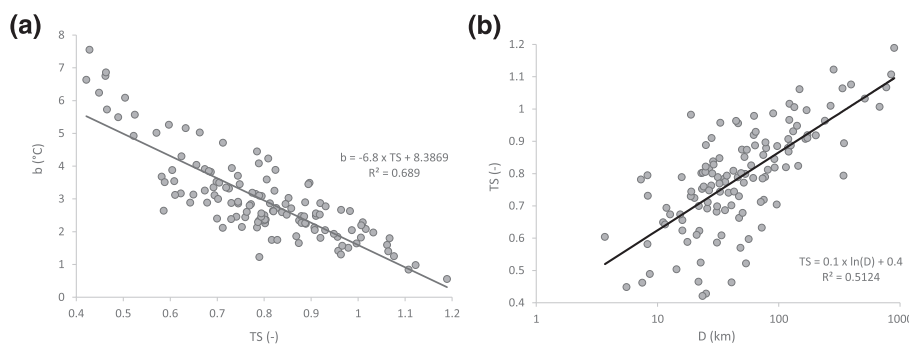 (a)
8
7
6
5
4
3
2
1
0
b (°C)
0.4 0.5 0.6 0.7 0.8 0.9 1 1.1 1.2
TS (-)
b = -6.8 x TS + 8.3869
R² = 0.689
(b)
1.2
1.1
1
0.9
0.8
0.7
0.6
0.5
0.4
TS (-)
1 10 100 1000
D (km)
TS = 0.1 x ln(D) + 0.4
R² = 0.5124